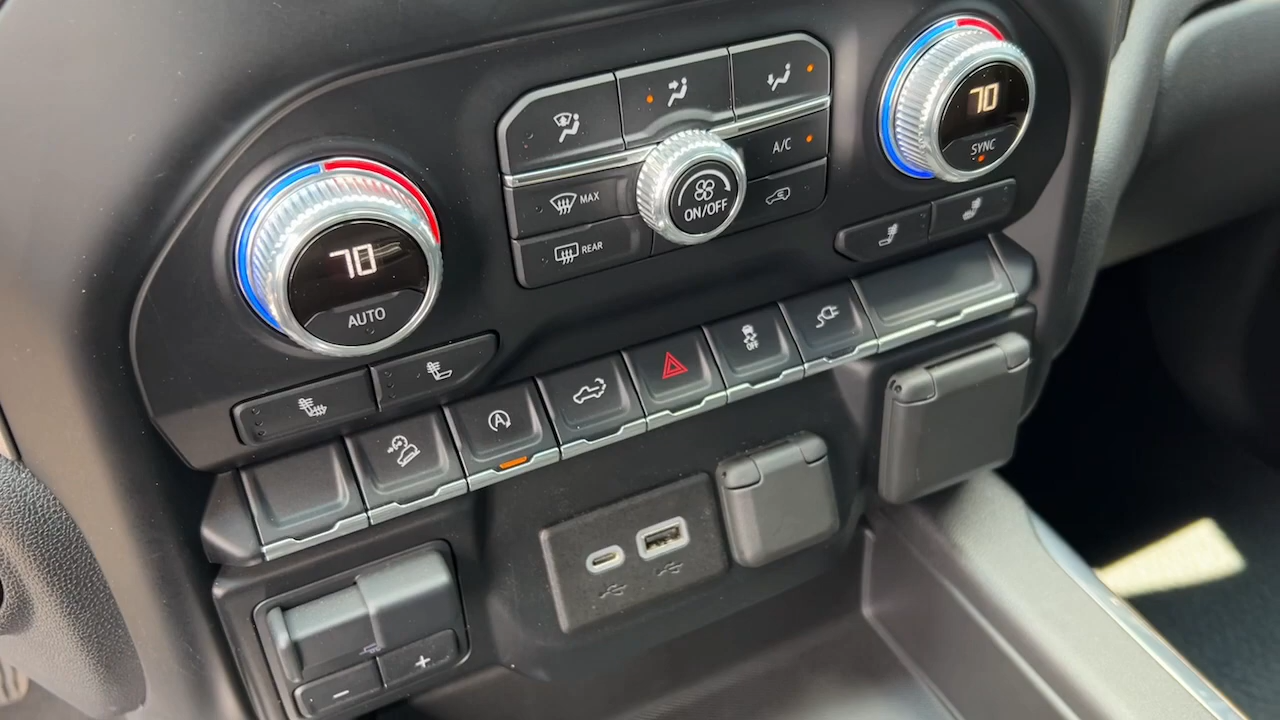 70
SYNC
A/C
MAX
ON/OFF
REAR
70
AUTO
OFF
A
+
−